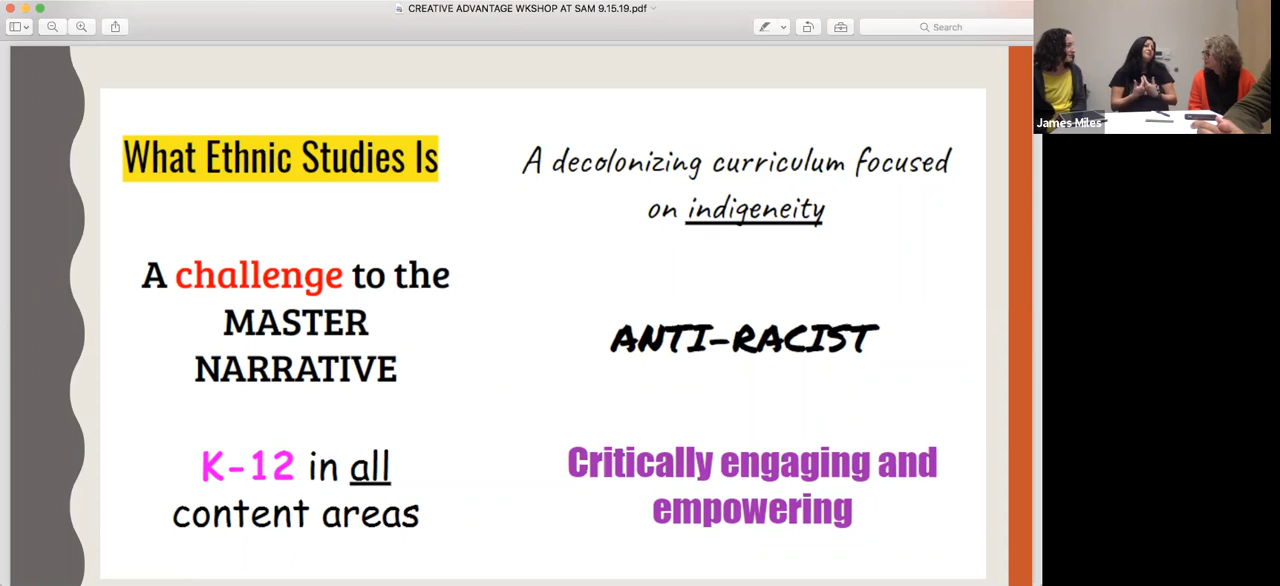 CREATIVE ADVANTAGE WKSHOP AT SAM 9.15.19.pdf
Search
James Miles
What Ethnic Studies Is
A challenge to the
MASTER
NARRATIVE
K-12 in all
content areas
A decolonizing curriculum focused
on indigeneity
ANTI-RACIST
Critically engaging and
empowering